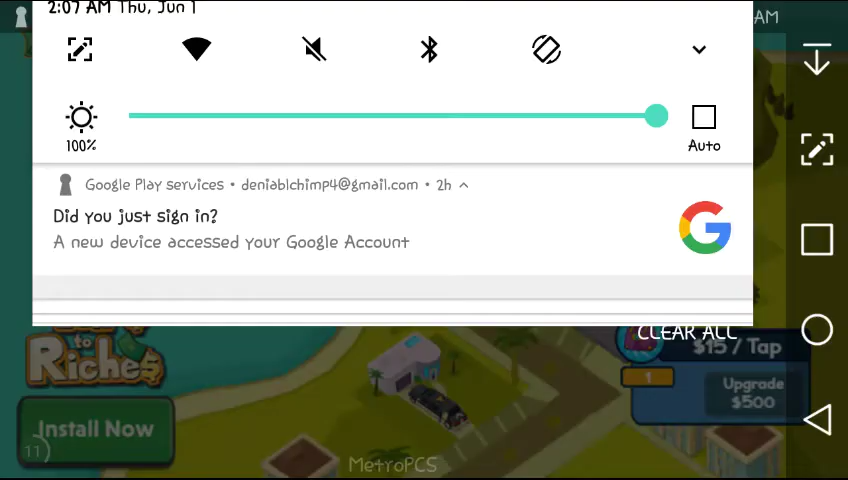 2:07 AM Thu, Jun 1
AM
100%
Auto
Google Play services • deniablchimp4@gmail.com • 2h
Did you just sign in?
A new device accessed your Google Account
CLEAR ALL
to
Riches
$15 / Tap
1
Upgrade
$500
Install Now
11
MetroPCS